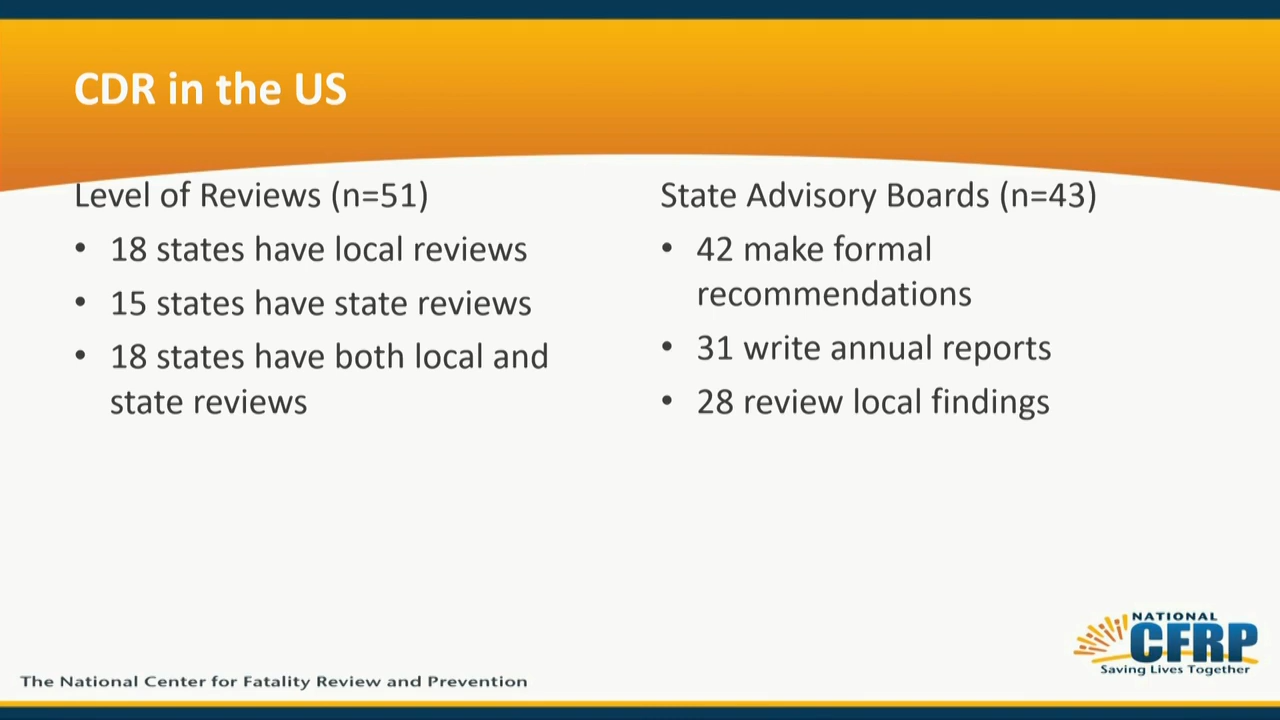 CDR in the US
Level of Reviews (n=51)
• 18 states have local reviews
• 15 states have state reviews
• 18 states have both local and
state reviews
State Advisory Boards (n=43)
• 42 make formal
recommendations
• 31 write annual reports
• 28 review local findings
NATIONAL
CFRP
Saving Lives Together
The National Center for Fatality Review and Prevention